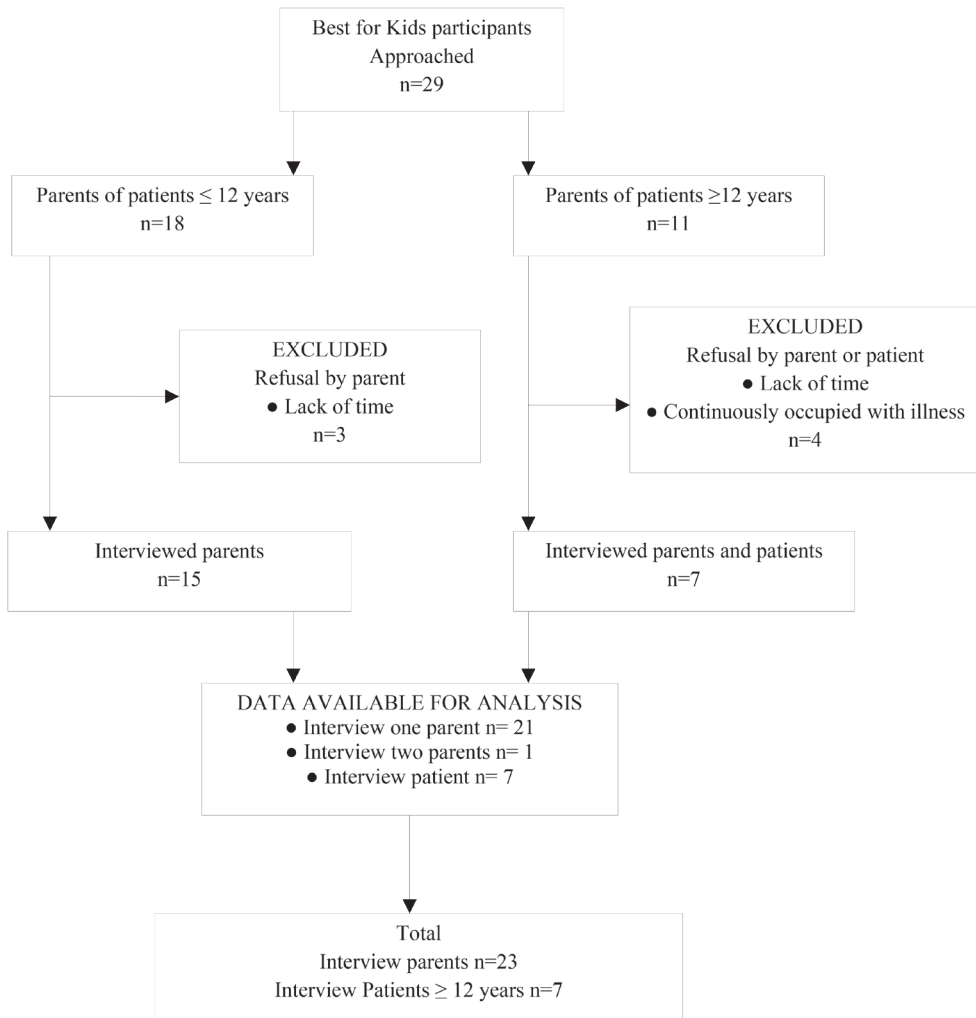 Best for Kids participants
Approached
n=29
Parents of patients ≤ 12 years
n=18
Parents of patients ≥12 years
n=11
EXCLUDED
Refusal by parent
● Lack of time
n=3
EXCLUDED
Refusal by parent or patient
● Lack of time
● Continuously occupied with illness
n=4
Interviewed parents
n=15
Interviewed parents and patients
n=7
DATA AVAILABLE FOR ANALYSIS
● Interview one parent n= 21
● Interview two parents n= 1
● Interview patient n= 7
Total
Interview parents n=23
Interview Patients ≥ 12 years n=7